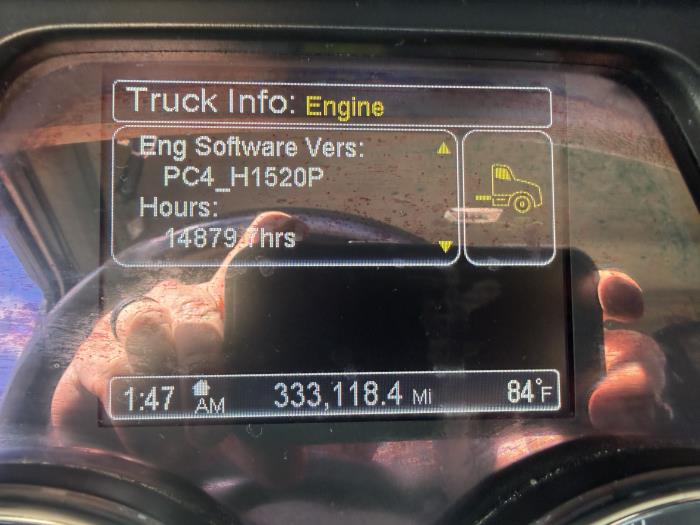 Truck Info: Engine
Eng Software Vers:
PC4_H1520P
Hours:
14879.7hrs
1:47 AM 333,118.4 Mi 84°F